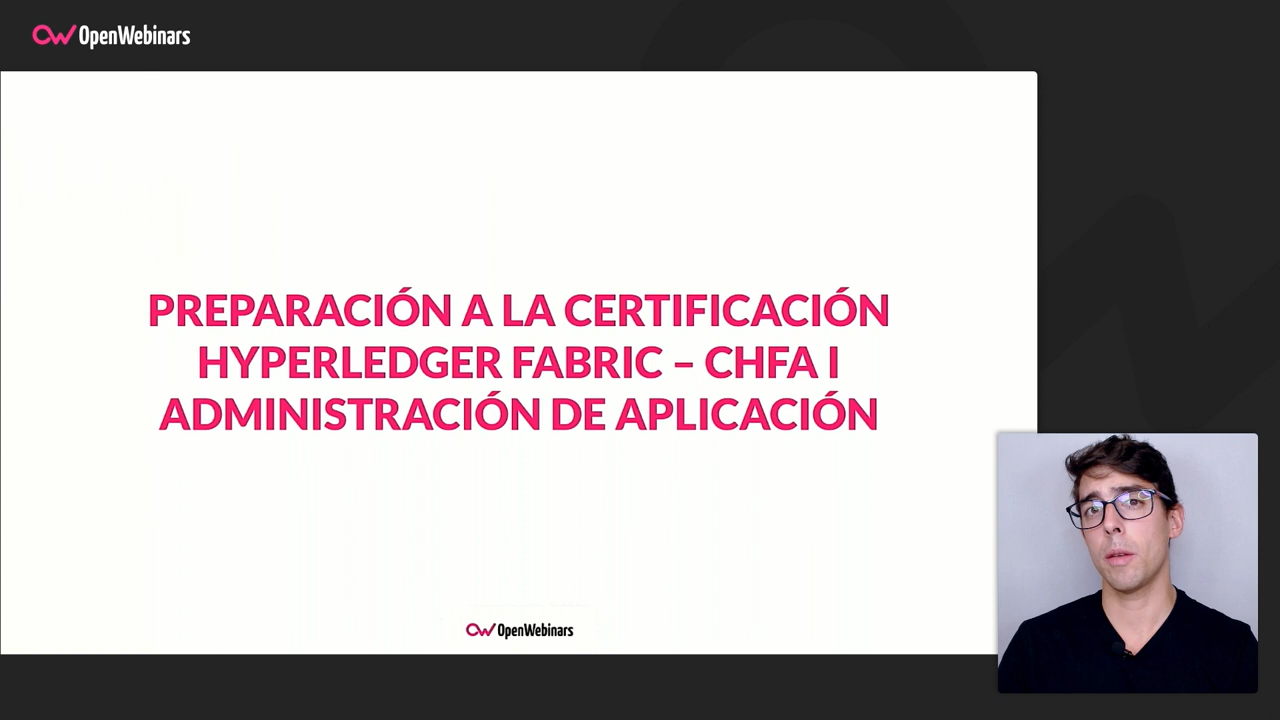 OpenWebinars
PREPARACIÓN A LA CERTIFICACIÓN
HYPERLEDGER FABRIC – CHFA I
ADMINISTRACIÓN DE APLICACIÓN
OpenWebinars